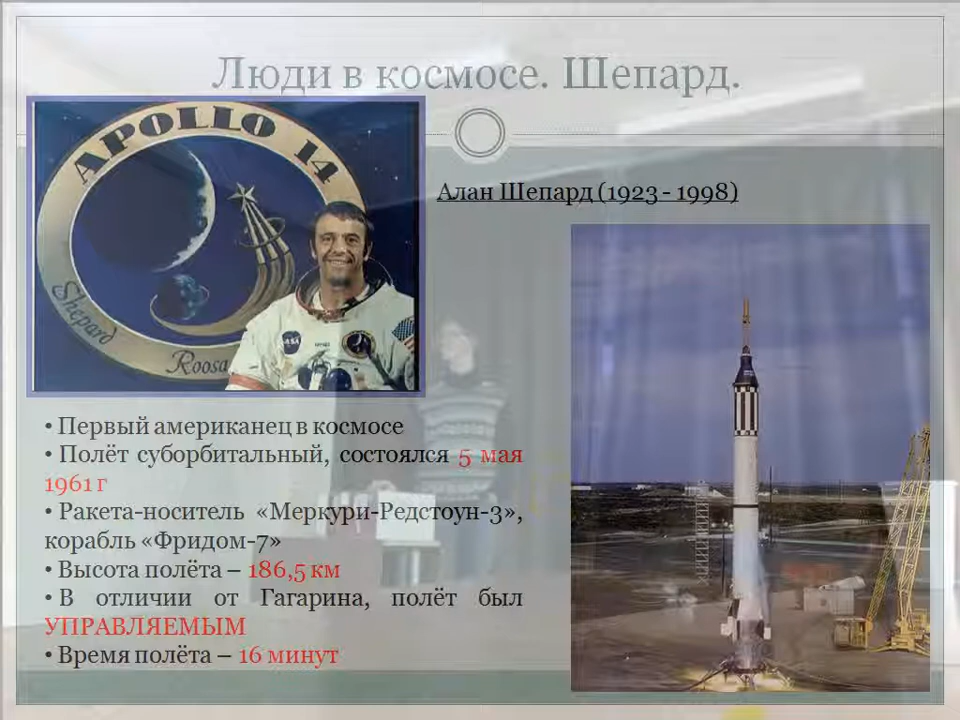 Люди в космосе. Шепард.
APOLLO 14
Shepard
Roosa
NASA
Алан Шепард (1923 - 1998)
• Первый американец в космосе
• Полёт суборбитальный, состоялся 5 мая
1961 г
• Ракета-носитель «Меркури-Редстоун-3»,
корабль «Фридом-7»
• Высота полёта – 186,5 км
• В отличии от Гагарина, полёт был
УПРАВЛЯЕМЫМ
• Время полёта – 16 минут